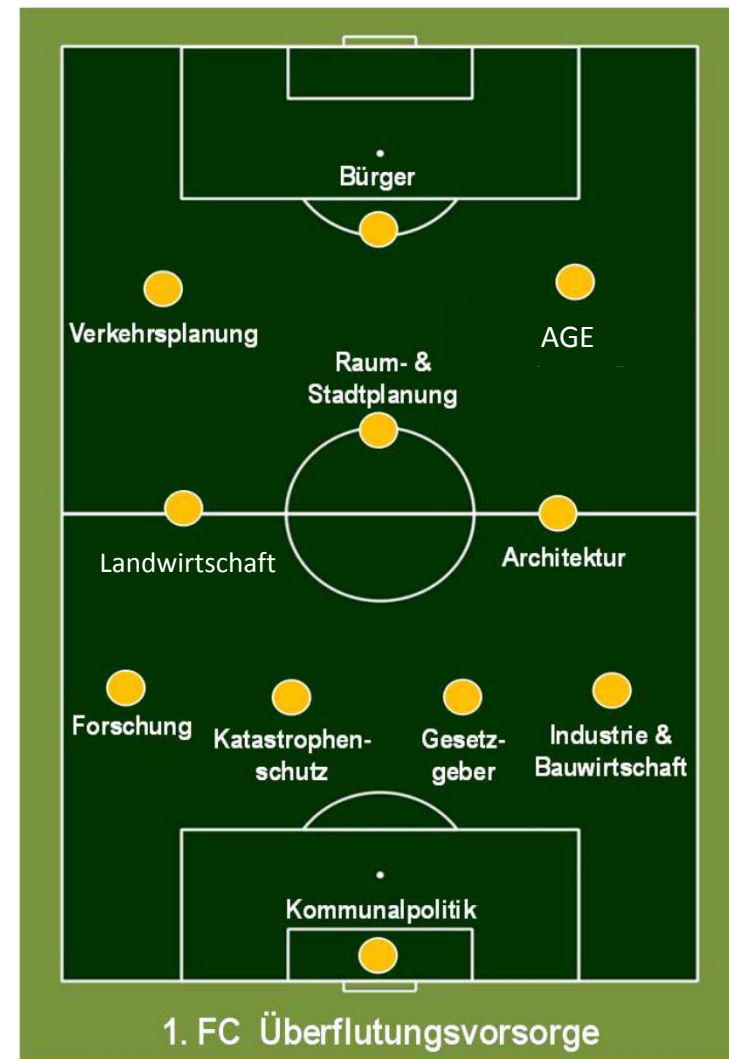 Bürger
Verkehrsplanung
AGE
Raum- &
Stadtplanung
Landwirtschaft
Architektur
Forschung
Katastrophen-
schutz
Gesetz-
geber
Industrie &
Bauwirtschaft
Kommunalpolitik
1. FC Überflutungsvorsorge